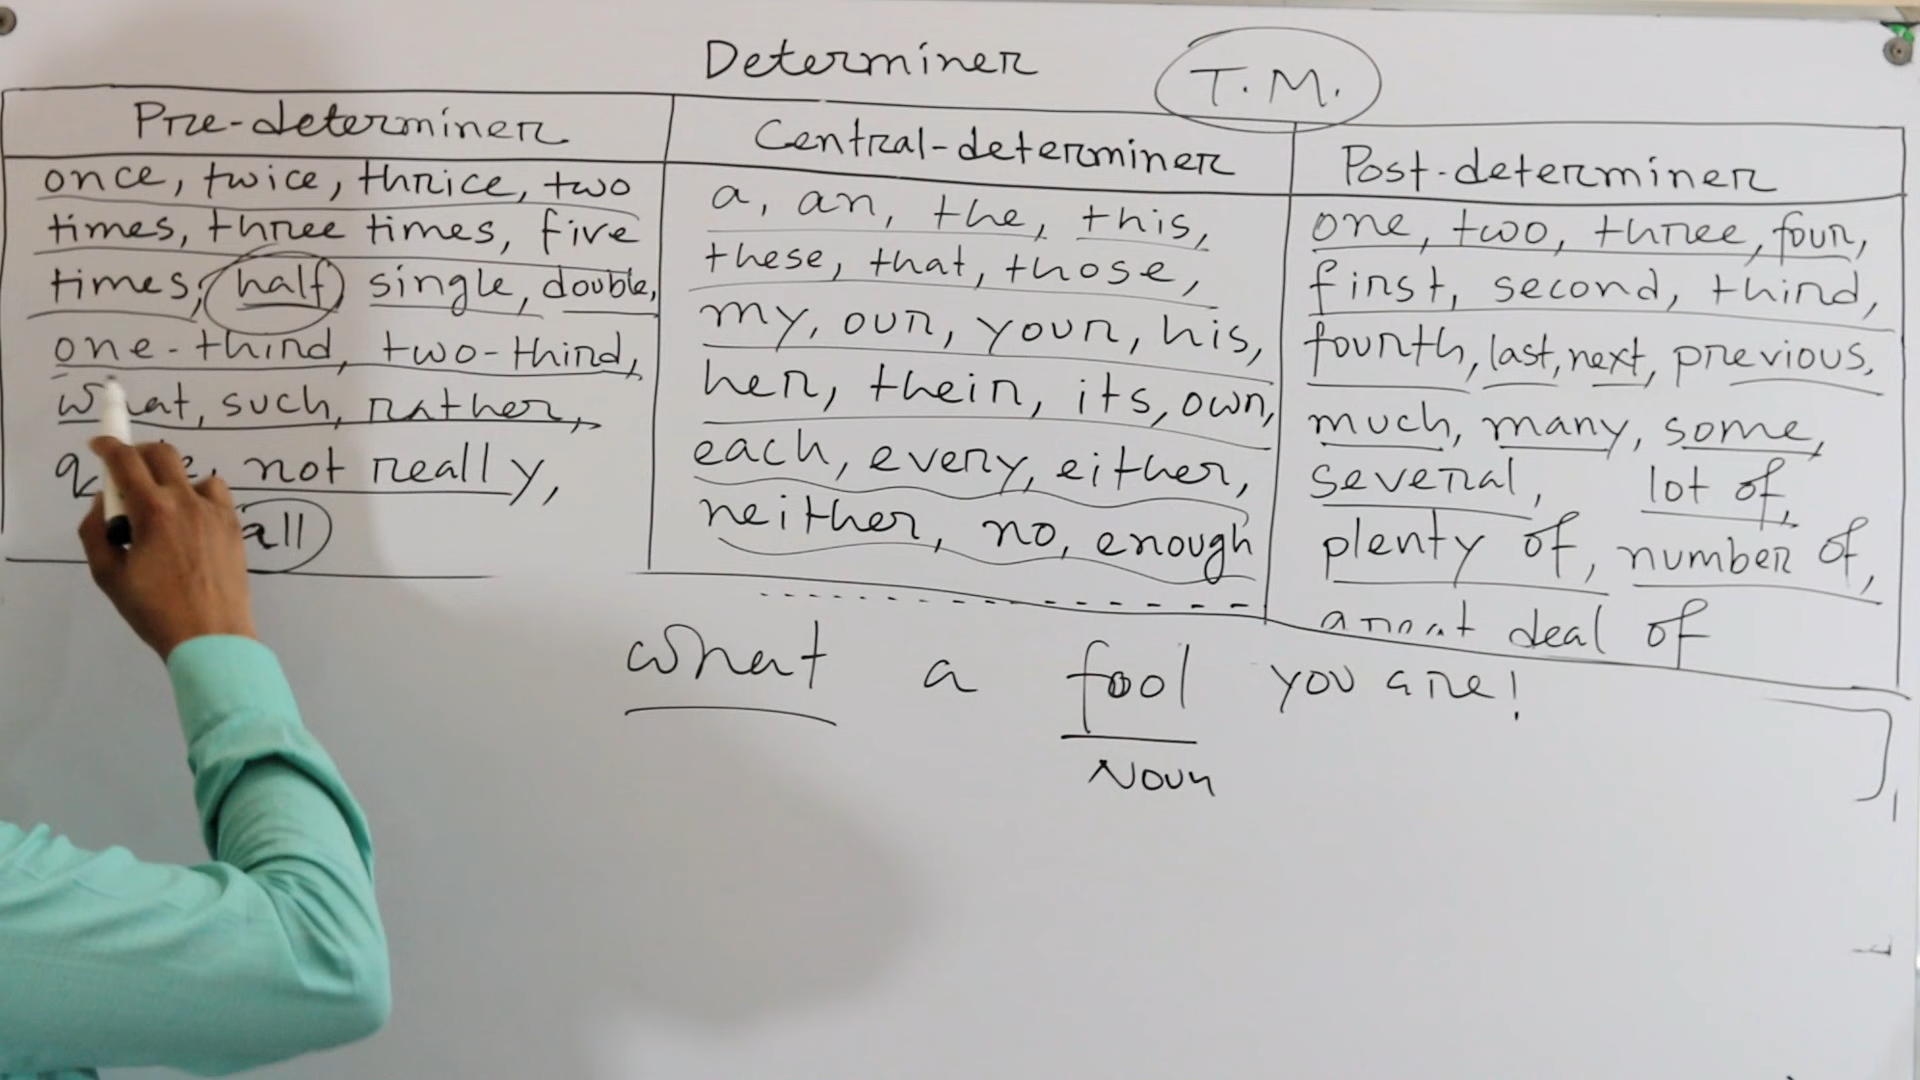 Determiner
T.M.
Pre-determiner
once, twice, thrice, two
times, three times, five
times, half single, double,
one-third, two-third,
what, such, rather,
not really,
all
Central-determiner
a, an, the, this,
these, that, those,
my, our, your, his,
her, their, its, own,
each, every, either,
neither, no, enough
Post-determiner
one, two, three, four,
first, second, third,
fourth, last, next, previous,
much, many, some,
several, lot of,
plenty of, number of,
deal of
what a fool you are!
Noun